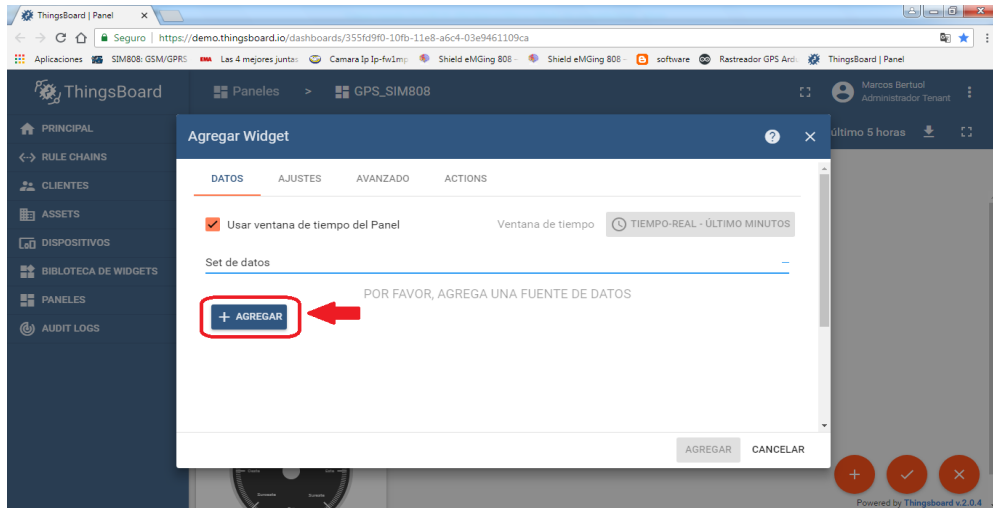 ThingsBoard | Panel
Seguro | https://demo.thingsboard.io/dashboards/355fd9f0-10fb-11e8-a6c4-03e9461109ca
Aplicaciones SIM808: GSM/GPRS Las 4 mejores juntas Camara Ip Ip-fw1mp Shield eMGing 808 - Shield eMGing 808 - software Rastreador GPS Ard ThingsBoard | Panel
ThingsBoard Paneles > GPS_SIM808 Marcos Bertuol
Administrador Tenant
PRINCIPAL
RULE CHAINS
CLIENTES
ASSETS
DISPOSITIVOS
BIBLIOTECA DE WIDGETS
PANELES
AUDIT LOGS
último 5 horas
Agregar Widget
DATOS AJUSTES AVANZADO ACTIONS
Usar ventana de tiempo del Panel Ventana de tiempo TIEMPO-REAL - ÚLTIMO MINUTOS
Set de datos
POR FAVOR, AGREGA UNA FUENTE DE DATOS
+ AGREGAR
AGREGAR CANCELAR
Powered by Thingsboard v.2.0.4